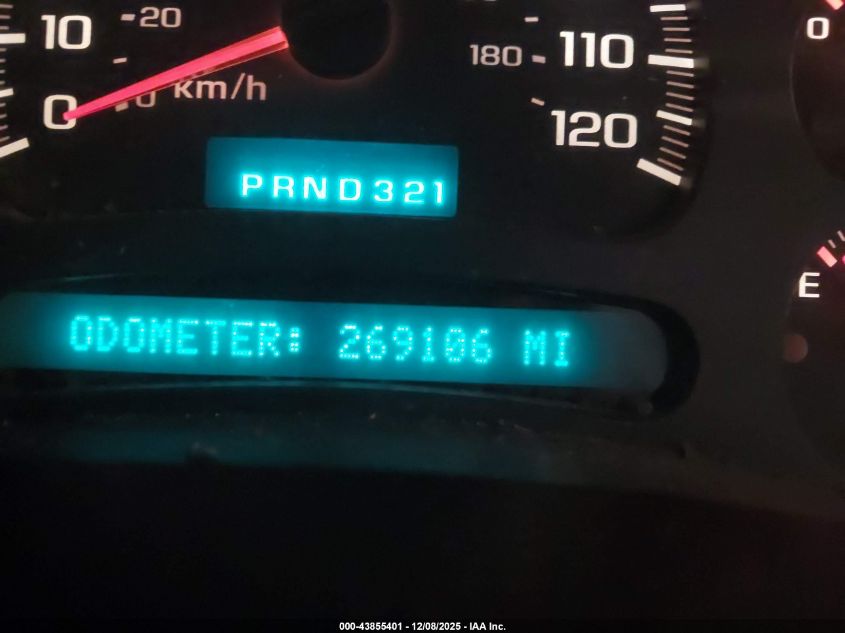 10 20
0 0 km/h
180 110
120
0
PRND321
E
ODOMETER: 269106 MI
000-43855401 - 12/08/2025 - IAA Inc.